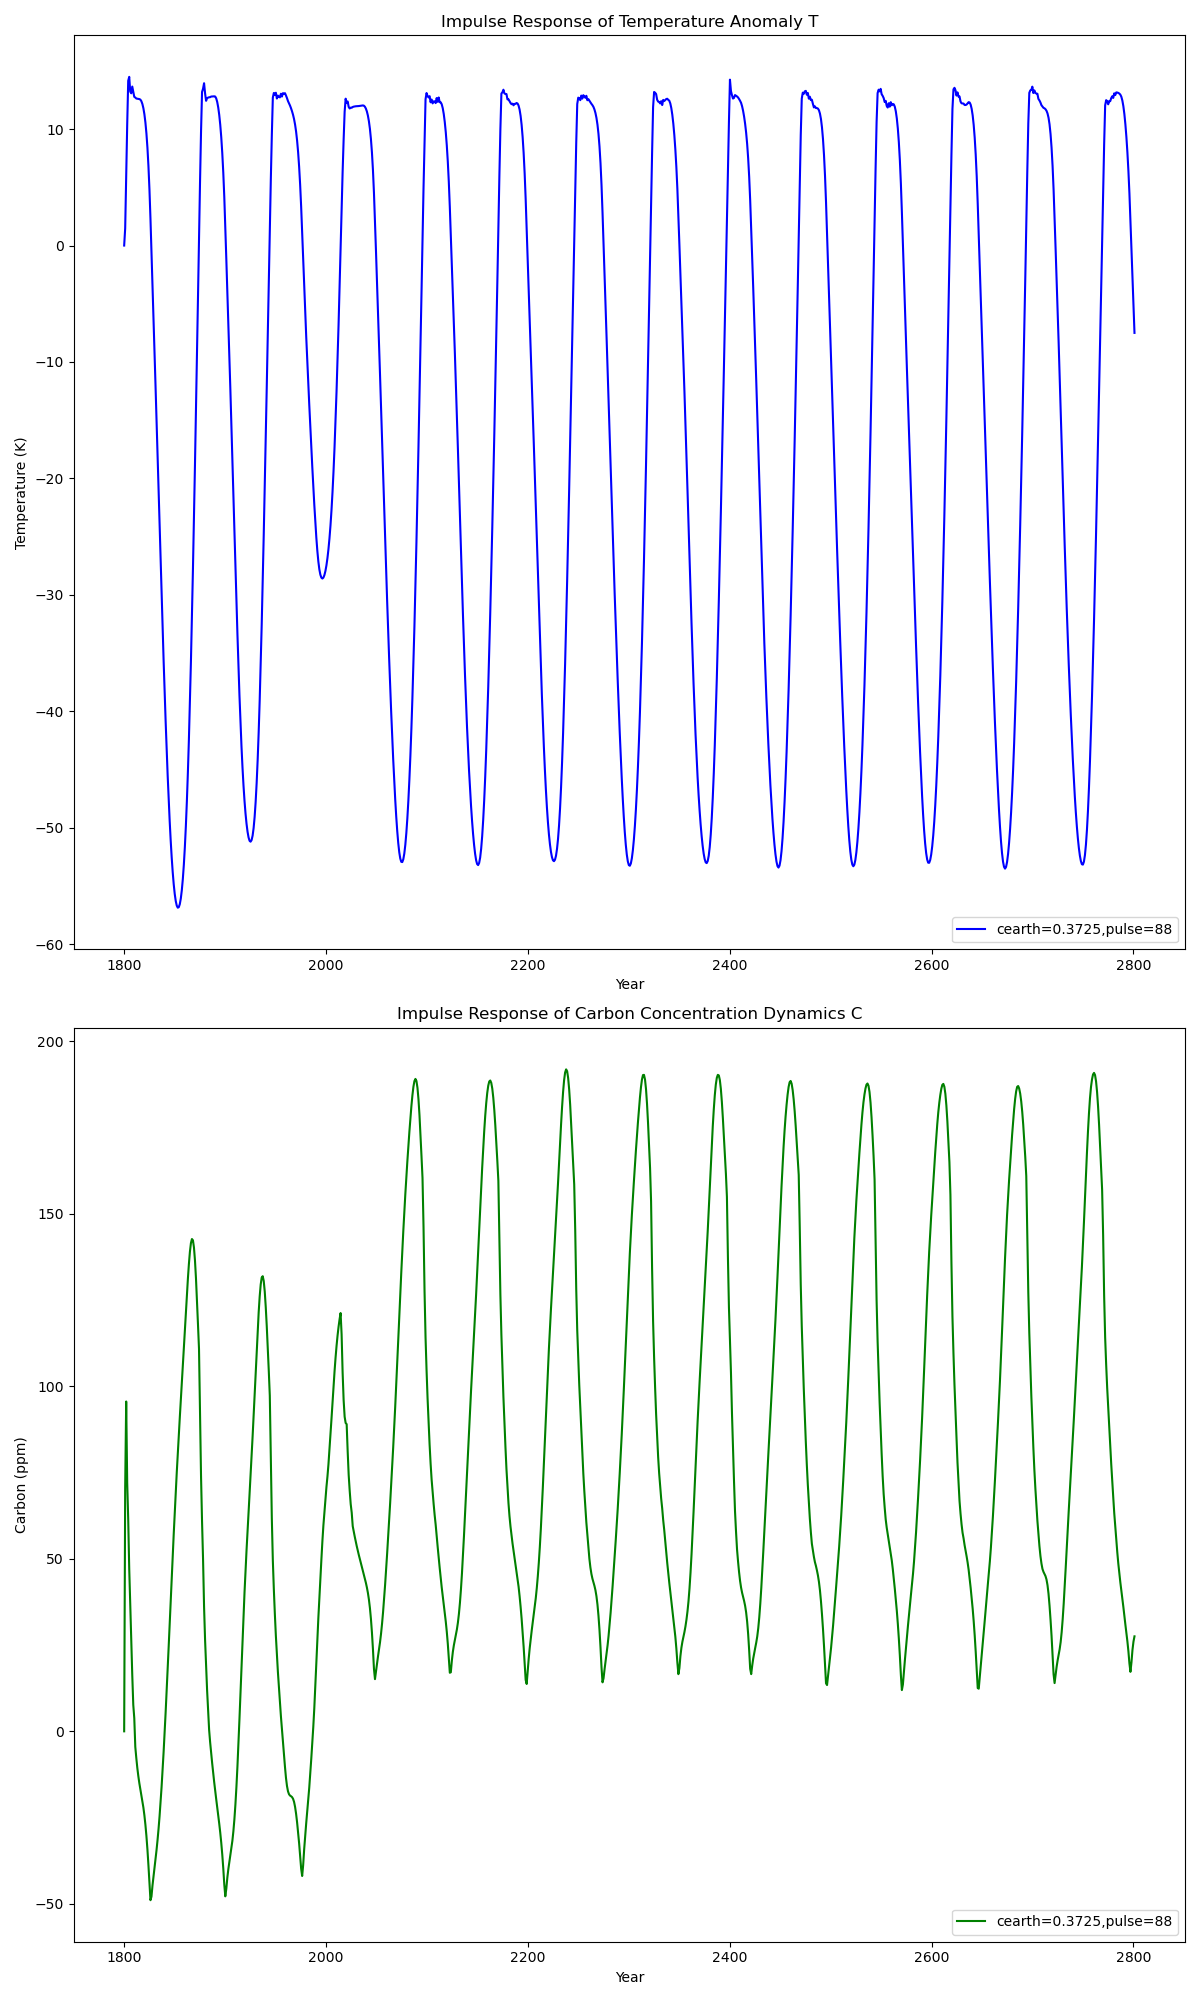 Impulse Response of Temperature Anomaly T
Temperature (K)
10
0
−10
−20
−30
−40
−50
−60
cearth=0.3725,pulse=88
1800 2000 2200 2400 2600 2800
Year
Impulse Response of Carbon Concentration Dynamics C
Carbon (ppm)
200
150
100
50
0
−50
cearth=0.3725,pulse=88
1800 2000 2200 2400 2600 2800
Year